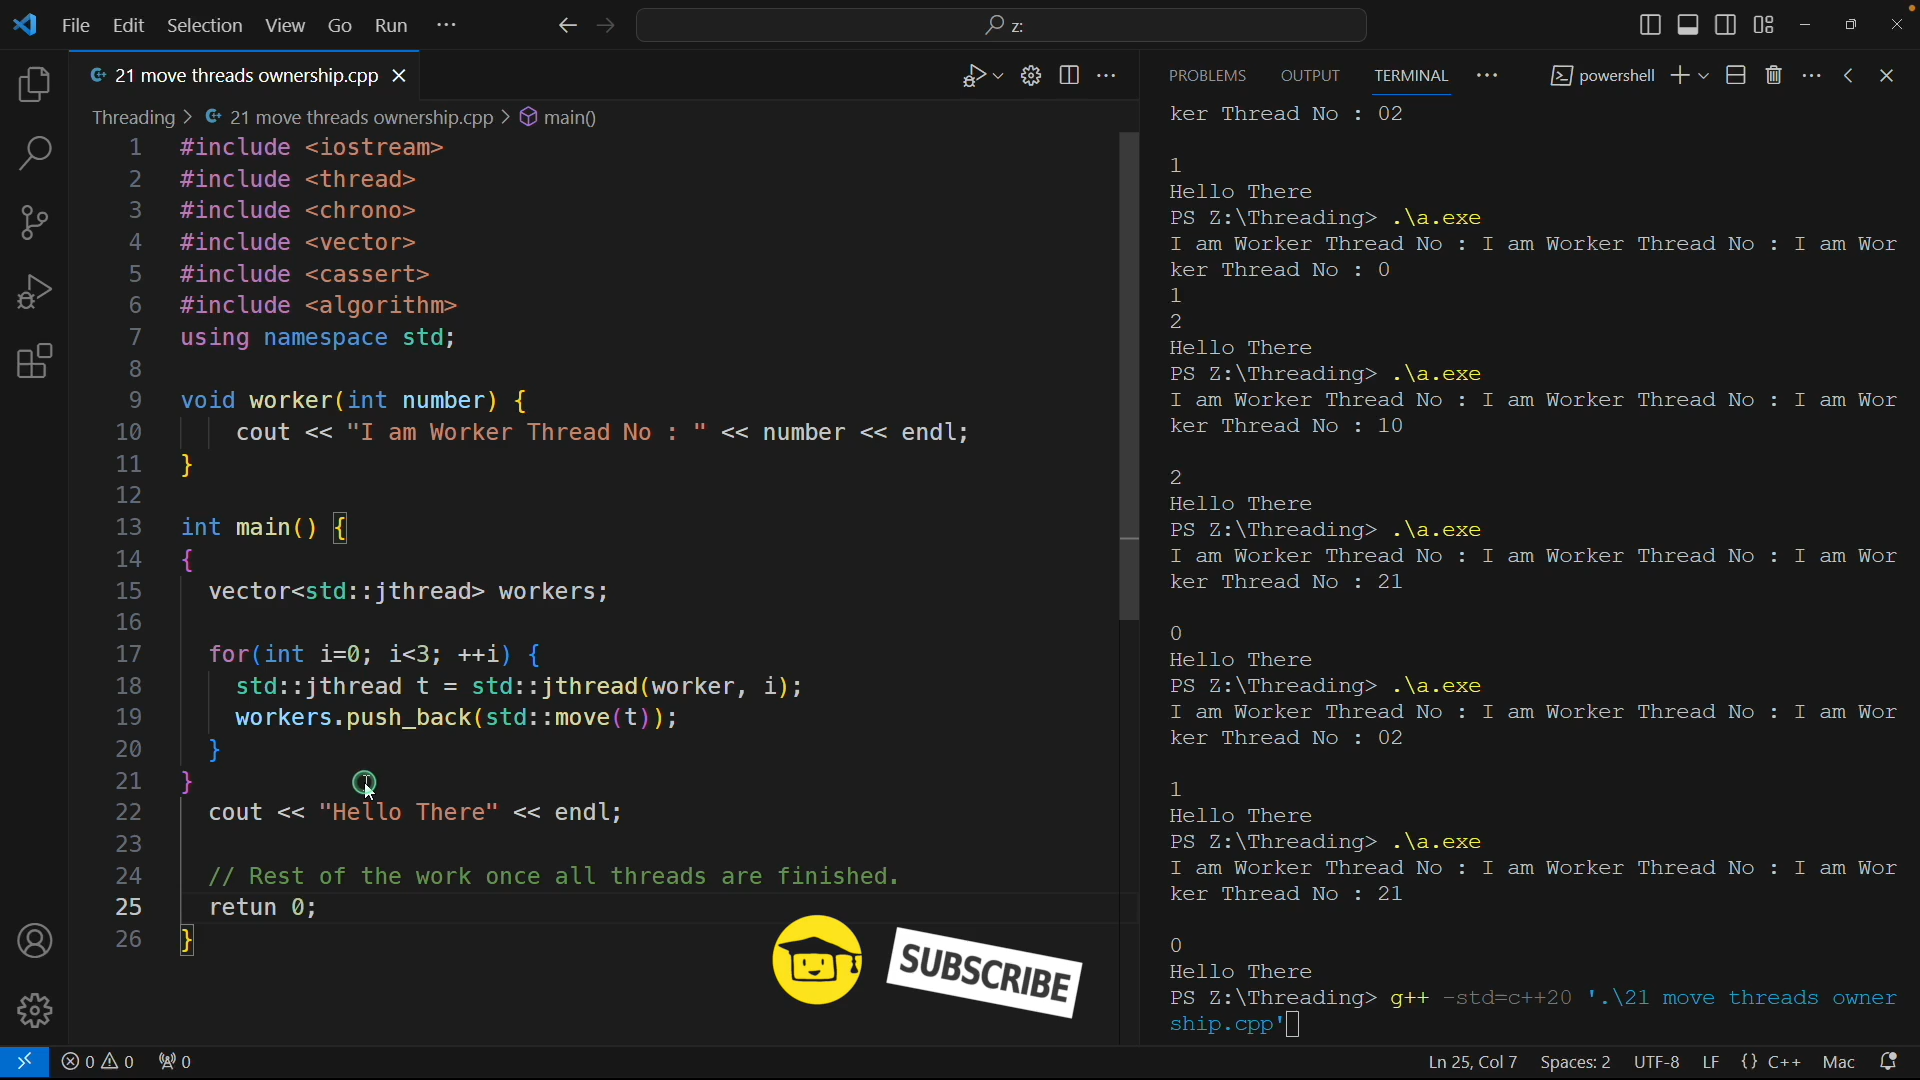 File Edit Selection View Go Run ··· z:
21 move threads ownership.cpp
Threading > 21 move threads ownership.cpp > main()
1 #include <iostream>
2 #include <thread>
3 #include <chrono>
4 #include <vector>
5 #include <cassert>
6 #include <algorithm>
7 using namespace std;
8
9 void worker(int number) {
10 cout << "I am Worker Thread No : " << number << endl;
11 }
12
13 int main() {
14 {
15 vector<std::jthread> workers;
16
17 for(int i=0; i<3; ++i) {
18 std::jthread t = std::jthread(worker, i);
19 workers.push_back(std::move(t));
20 }
21 }
22 cout << "Hello There" << endl;
23
24 // Rest of the work once all threads are finished.
25 retun 0;
26 }
SUBSCRIBE
PROBLEMS OUTPUT TERMINAL ··· powershell
ker Thread No : 02

1
Hello There
PS Z:\Threading> .\a.exe
I am Worker Thread No : I am Worker Thread No : I am Wor
ker Thread No : 0
1
2
Hello There
PS Z:\Threading> .\a.exe
I am Worker Thread No : I am Worker Thread No : I am Wor
ker Thread No : 10

2
Hello There
PS Z:\Threading> .\a.exe
I am Worker Thread No : I am Worker Thread No : I am Wor
ker Thread No : 21

0
Hello There
PS Z:\Threading> .\a.exe
I am Worker Thread No : I am Worker Thread No : I am Wor
ker Thread No : 02

1
Hello There
PS Z:\Threading> .\a.exe
I am Worker Thread No : I am Worker Thread No : I am Wor
ker Thread No : 21

0
Hello There
PS Z:\Threading> g++ -std=c++20 '.\21 move threads owner
ship.cpp'
0 0 0 Ln 25, Col 7 Spaces: 2 UTF-8 LF {} C++ Mac